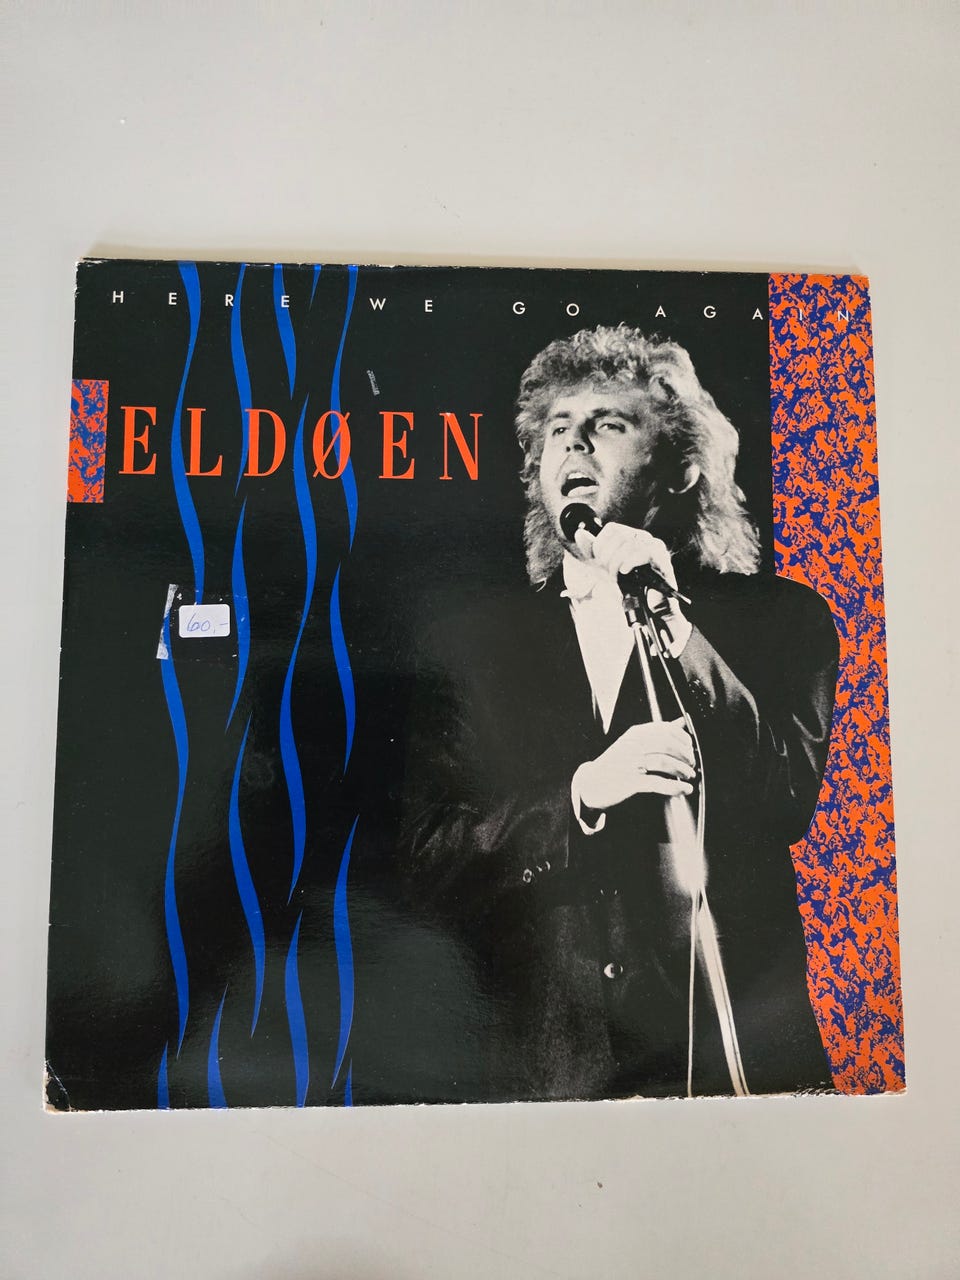 HERE WE GO AGAIN
ELDØEN
60,-